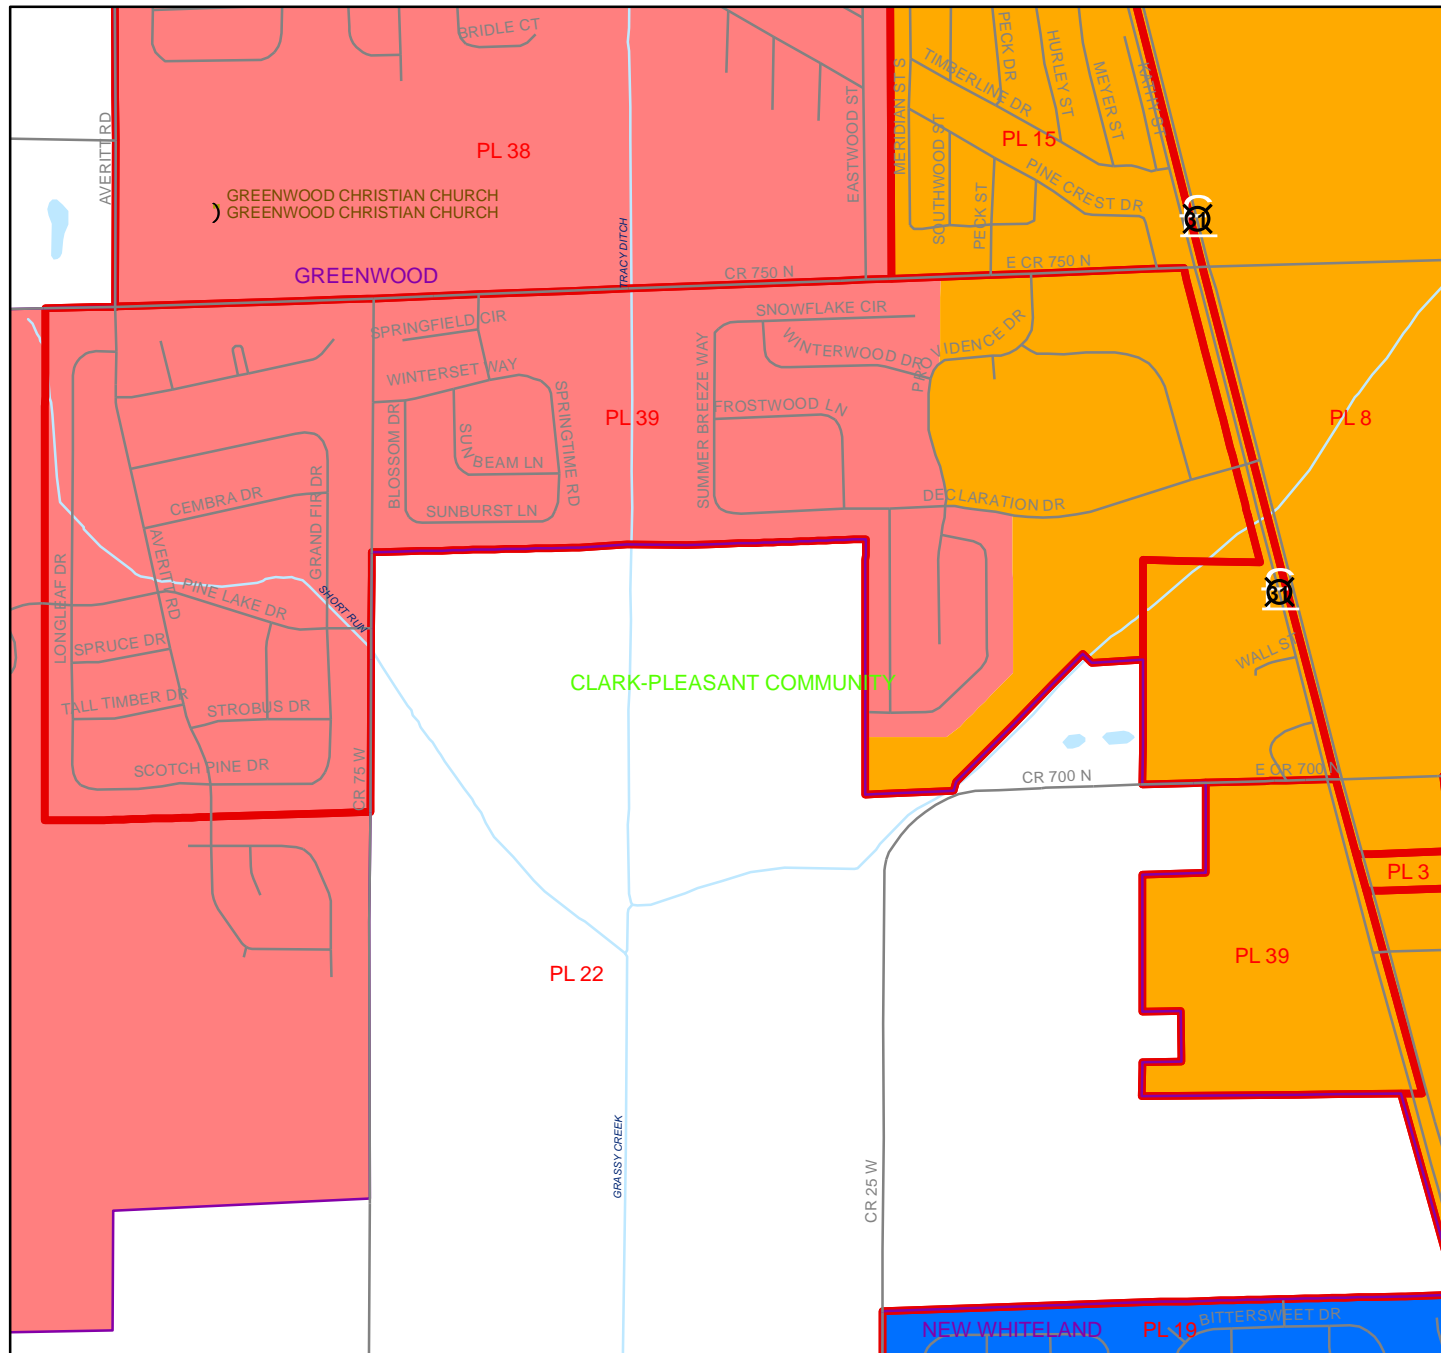 BRIDLE CT
AVERITT RD
PL 38
GREENWOOD CHRISTIAN CHURCH
GREENWOOD CHRISTIAN CHURCH
GREENWOOD
TRACY DITCH
CR 750 N
EASTWOOD ST
MERIDIAN ST S
TIMBERLINE DR
PECK DR
HURLEY ST
MEYER ST
PL 15
SOUTHWOOD ST
PECK ST
PINE CREST DR
31
E CR 750 N
SPRINGFIELD CIR
WINTERSET WAY
SPRINGTIME RD
BLOSSOM DR
SUN
BEAM LN
SUNBURST LN
PL 39
SUMMER BREEZE WAY
SNOWFLAKE CIR
WINTERWOOD DR
PROVIDENCE DR
FROSTWOOD LN
DECLARATION DR
PL 8
CEMBRA DR
GRAND FIR DR
AVERITT RD
LONGLEAF DR
PINE LAKE DR
SHORT RUN
SPRUCE DR
TALL TIMBER DR
STROBUS DR
SCOTCH PINE DR
CR 75 W
CLARK-PLEASANT COMMUNITY
31
WALL ST
CR 700 N
E CR 700 N
PL 3
PL 39
PL 22
GRASSY CREEK
CR 25 W
NEW WHITELAND
PL 19
BITTERSWEET DR